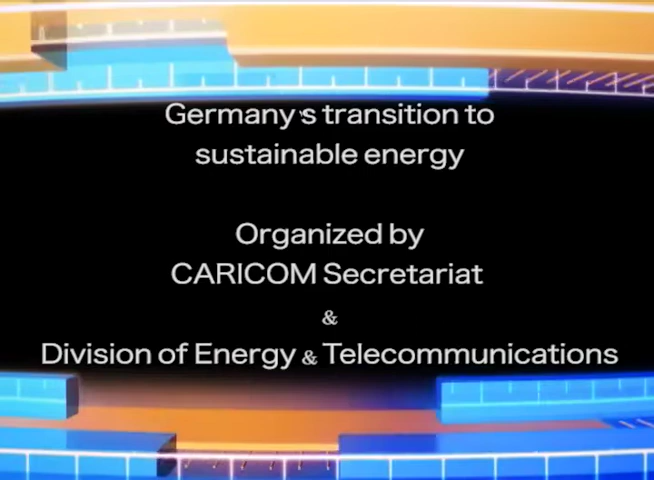 Germany's transition to
sustainable energy
Organized by
CARICOM Secretariat
&
Division of Energy & Telecommunications